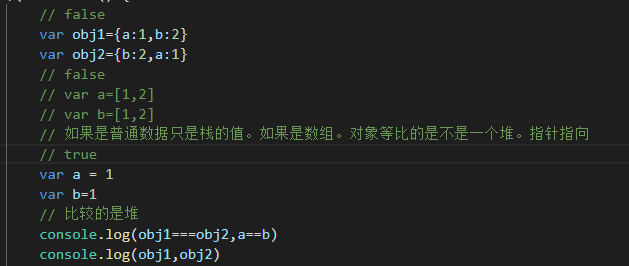 // false
var obj1={a:1,b:2}
var obj2={b:2,a:1}
// false
// var a=[1,2]
// var b=[1,2]
// 如果是普通数据只是栈的值。如果是数组。对象等比的是不是一个堆。指针指向
// true
var a = 1
var b=1
// 比较的是堆
console.log(obj1===obj2,a==b)
console.log(obj1,obj2)